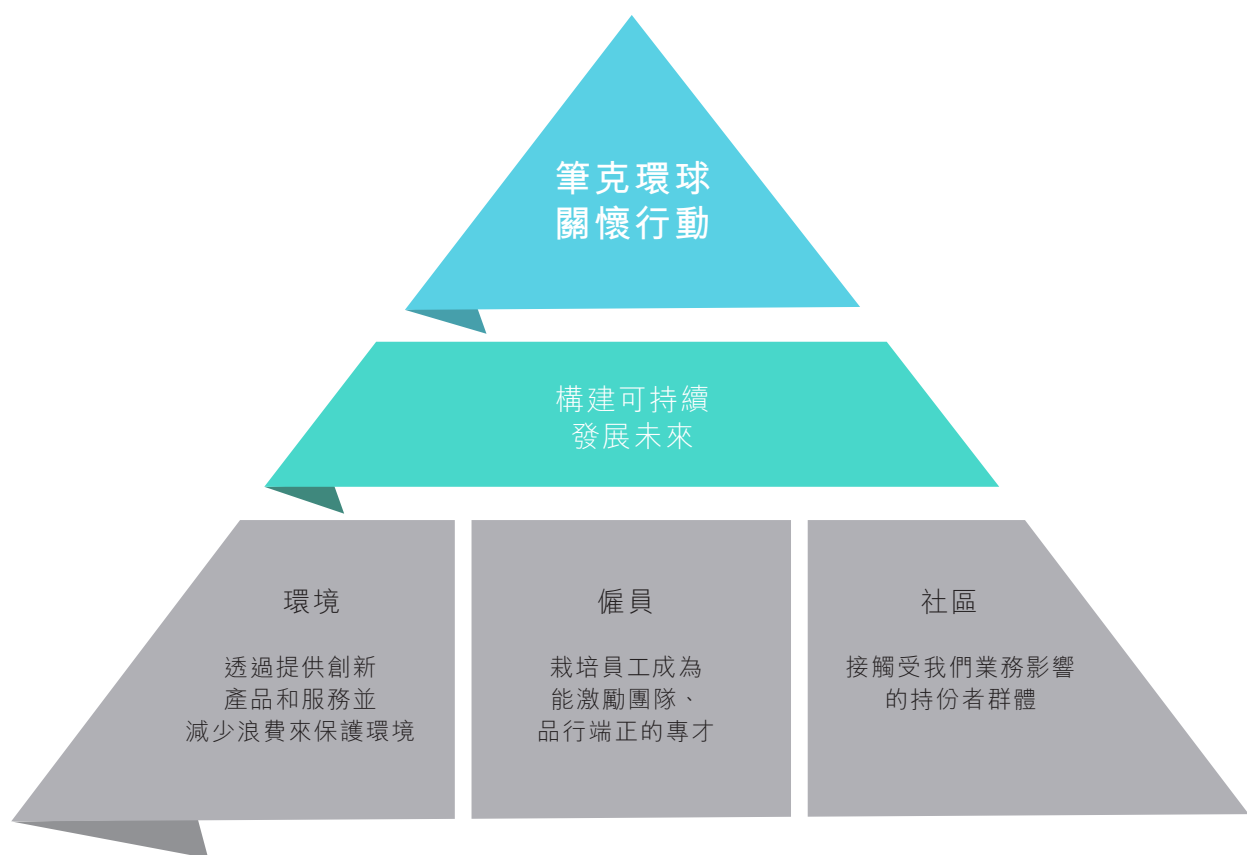 筆克環球
關懷行動
構建可持續
發展未來
環境
透過提供創新
產品和服務並
減少浪費來保護環境
僱員
栽培員工成為
能激勵團隊、
品行端正的專才
社區
接觸受我們業務影響
的持份者群體